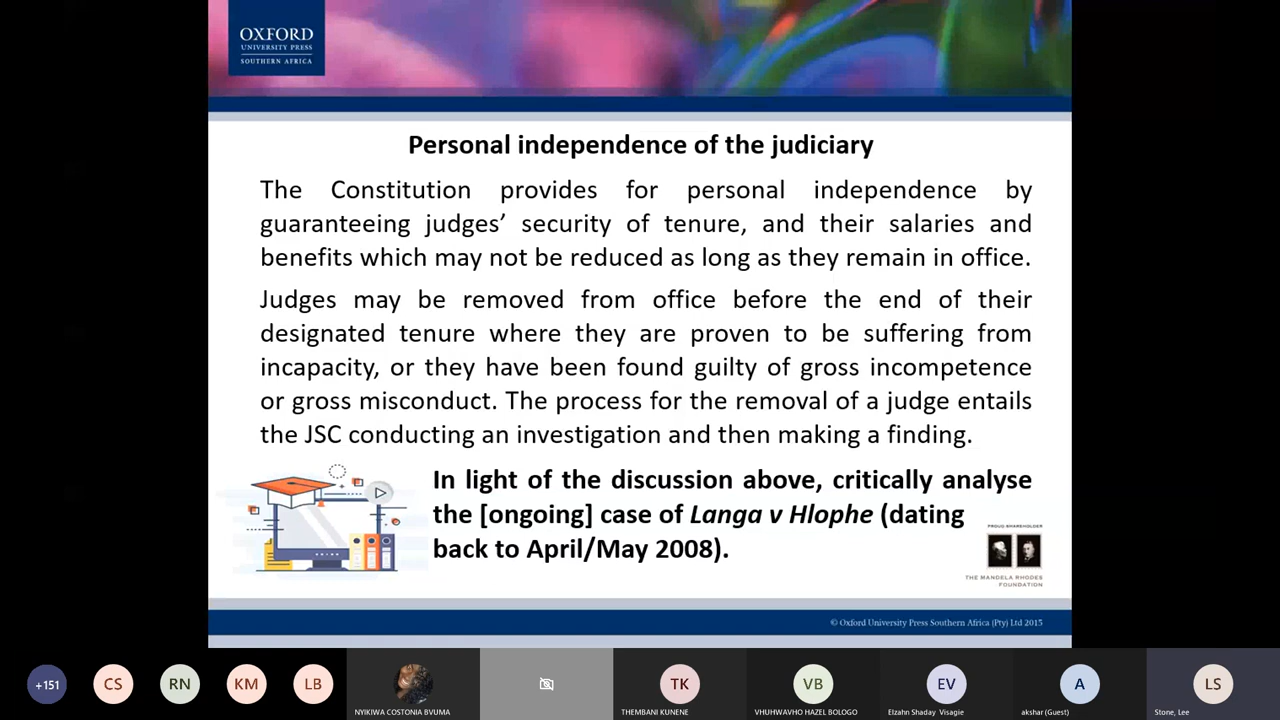 OXFORD
UNIVERSITY PRESS
SOUTHERN AFRICA
Personal independence of the judiciary
The Constitution provides for personal independence by
guaranteeing judges’ security of tenure, and their salaries and
benefits which may not be reduced as long as they remain in office.
Judges may be removed from office before the end of their
designated tenure where they are proven to be suffering from
incapacity, or they have been found guilty of gross incompetence
or gross misconduct. The process for the removal of a judge entails
the JSC conducting an investigation and then making a finding.
In light of the discussion above, critically analyse
the [ongoing] case of Langa v Hlophe (dating
back to April/May 2008).
PROUD SHAREHOLDER
THE MANDELA RHODES
FOUNDATION
© Oxford University Press Southern Africa (Pty) Ltd 2015
+151
CS
RN
KM
LB
NYIKIWA COSTONIA BVUMA
TK
THEMBANI KUNENE
VB
VHUHWAVHO HAZEL BOLOGO
EV
Elzahn Shaday Visagie
A
akshar (Guest)
LS
Stone, Lee